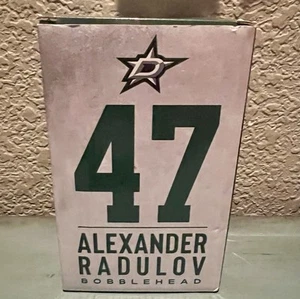 D
47
ALEXANDER
RADULOV
BOBBLEHEAD